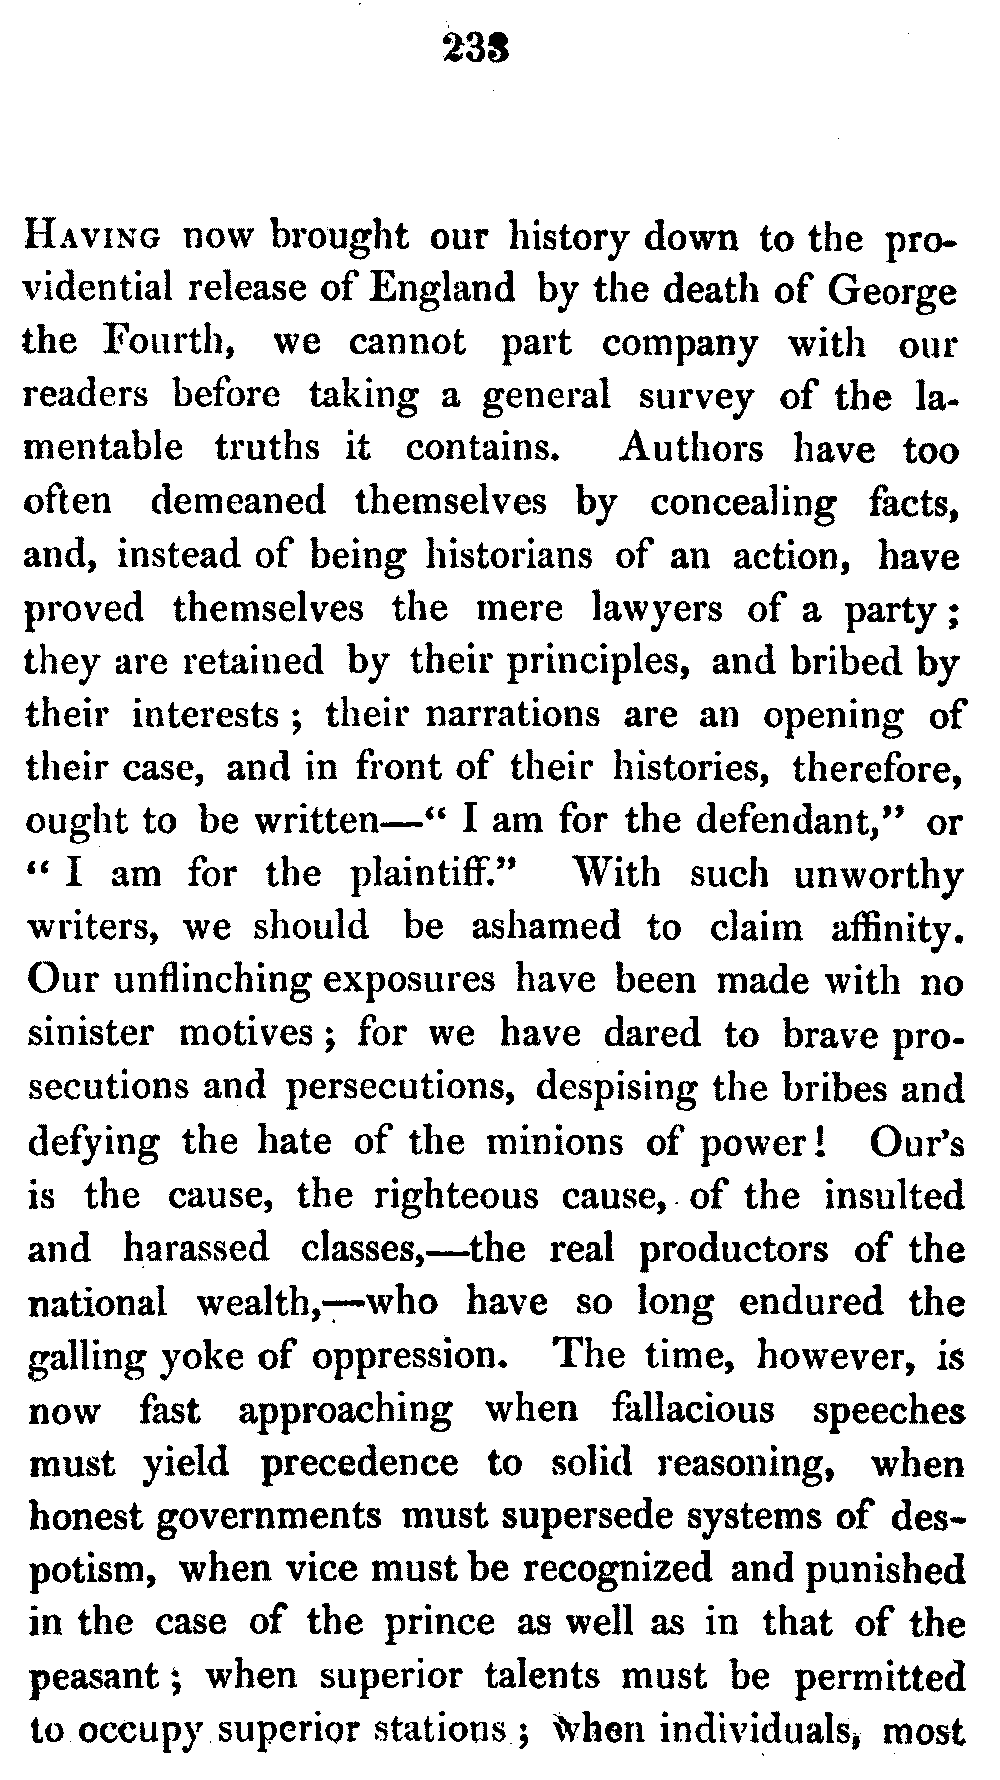 233
HAVING now brought our history down to the pro-
vidential release of England by the death of George
the Fourth, we cannot part company with our
readers before taking a general survey of the la-
mentable truths it contains. Authors have too
often demeaned themselves by concealing facts,
and, instead of being historians of an action, have
proved themselves the mere lawyers of a party;
they are retained by their principles, and bribed by
their interests; their narrations are an opening of
their case, and in front of their histories, therefore,
ought to be written—“ I am for the defendant,” or
“ I am for the plaintiff.” With such unworthy
writers, we should be ashamed to claim affinity.
Our unflinching exposures have been made with no
sinister motives; for we have dared to brave pro-
secutions and persecutions, despising the bribes and
defying the hate of the minions of power! Our's
is the cause, the righteous cause, of the insulted
and harassed classes,—the real productors of the
national wealth,—who have so long endured the
galling yoke of oppression. The time, however, is
now fast approaching when fallacious speeches
must yield precedence to solid reasoning, when
honest governments must supersede systems of des-
potism, when vice must be recognized and punished
in the case of the prince as well as in that of the
peasant; when superior talents must be permitted
to occupy superior stations; when individuals, most